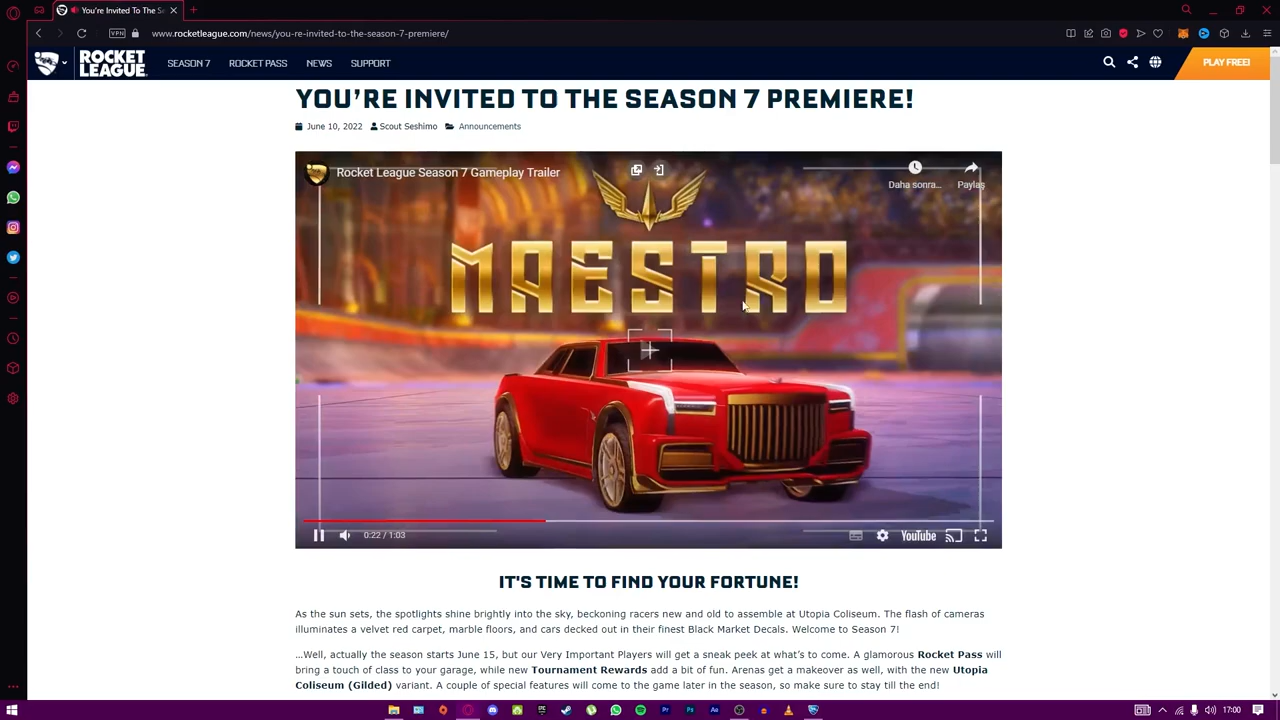 You're Invited To The Season
VPN
www.rocketleague.com/news/you-re-invited-to-the-season-7-premiere/
ROCKET
LEAGUE
SEASON 7
ROCKET PASS
NEWS
SUPPORT
PLAY FREE!
YOU'RE INVITED TO THE SEASON 7 PREMIERE!
June 10, 2022
Scout Seshimo
Announcements
Rocket League Season 7 Gameplay Trailer
Daha sonra...
Paylaş
MAESTRO
0:22 / 1:03
YouTube
IT'S TIME TO FIND YOUR FORTUNE!
As the sun sets, the spotlights shine brightly into the sky, beckoning racers new and old to assemble at Utopia Coliseum. The flash of cameras
illuminates a velvet red carpet, marble floors, and cars decked out in their finest Black Market Decals. Welcome to Season 7!
...Well, actually the season starts June 15, but our Very Important Players will get a sneak peek at what's to come. A glamorous Rocket Pass will
bring a touch of class to your garage, while new Tournament Rewards add a bit of fun. Arenas get a makeover as well, with the new Utopia
Coliseum (Gilded) variant. A couple of special features will come to the game later in the season, so make sure to stay till the end!
Pr
Ps
Au
17:00